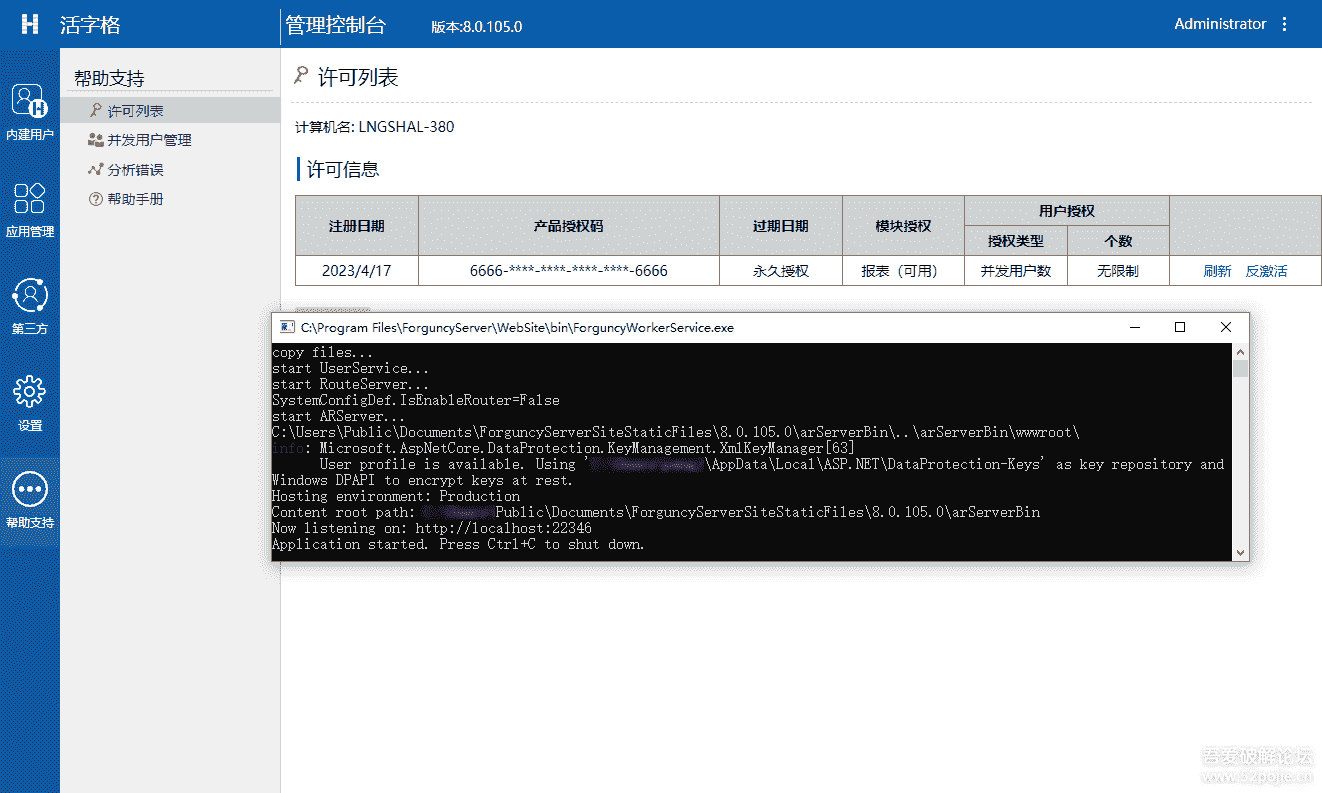 活字格 管理控制台 版本:8.0.105.0 Administrator
内建用户
应用管理
第三方
设置
帮助支持
帮助支持
许可列表
并发用户管理
分析错误
帮助手册
许可列表
计算机名: LNGSHAL-380
许可信息
注册日期 产品授权码 过期日期 模块授权 用户授权
授权类型 个数
2023/4/17 6666-****-****-****-****-6666 永久授权 报表（可用） 并发用户数 无限制 刷新 反激活
C:\Program Files\ForguncyServer\WebSite\bin\ForguncyWorkerService.exe
copy files...
start UserService...
start RouteServer...
SystemConfigDef.IsEnableRouter=False
start ARServer...
C:\Users\Public\Documents\ForguncyServerSiteStaticFiles\8.0.105.0\arServerBin\..\arServerBin\wwwroot\
info: Microsoft.AspNetCore.DataProtection.KeyManagement.XmlKeyManager[63]
User profile is available. Using '\AppData\Local\ASP.NET\DataProtection-Keys' as key repository and
Windows DPAPI to encrypt keys at rest.
Hosting environment: Production
Content root path: Public\Documents\ForguncyServerSiteStaticFiles\8.0.105.0\arServerBin
Now listening on: http://localhost:22346
Application started. Press Ctrl+C to shut down.
吾爱破解论坛
www.52pojie.cn